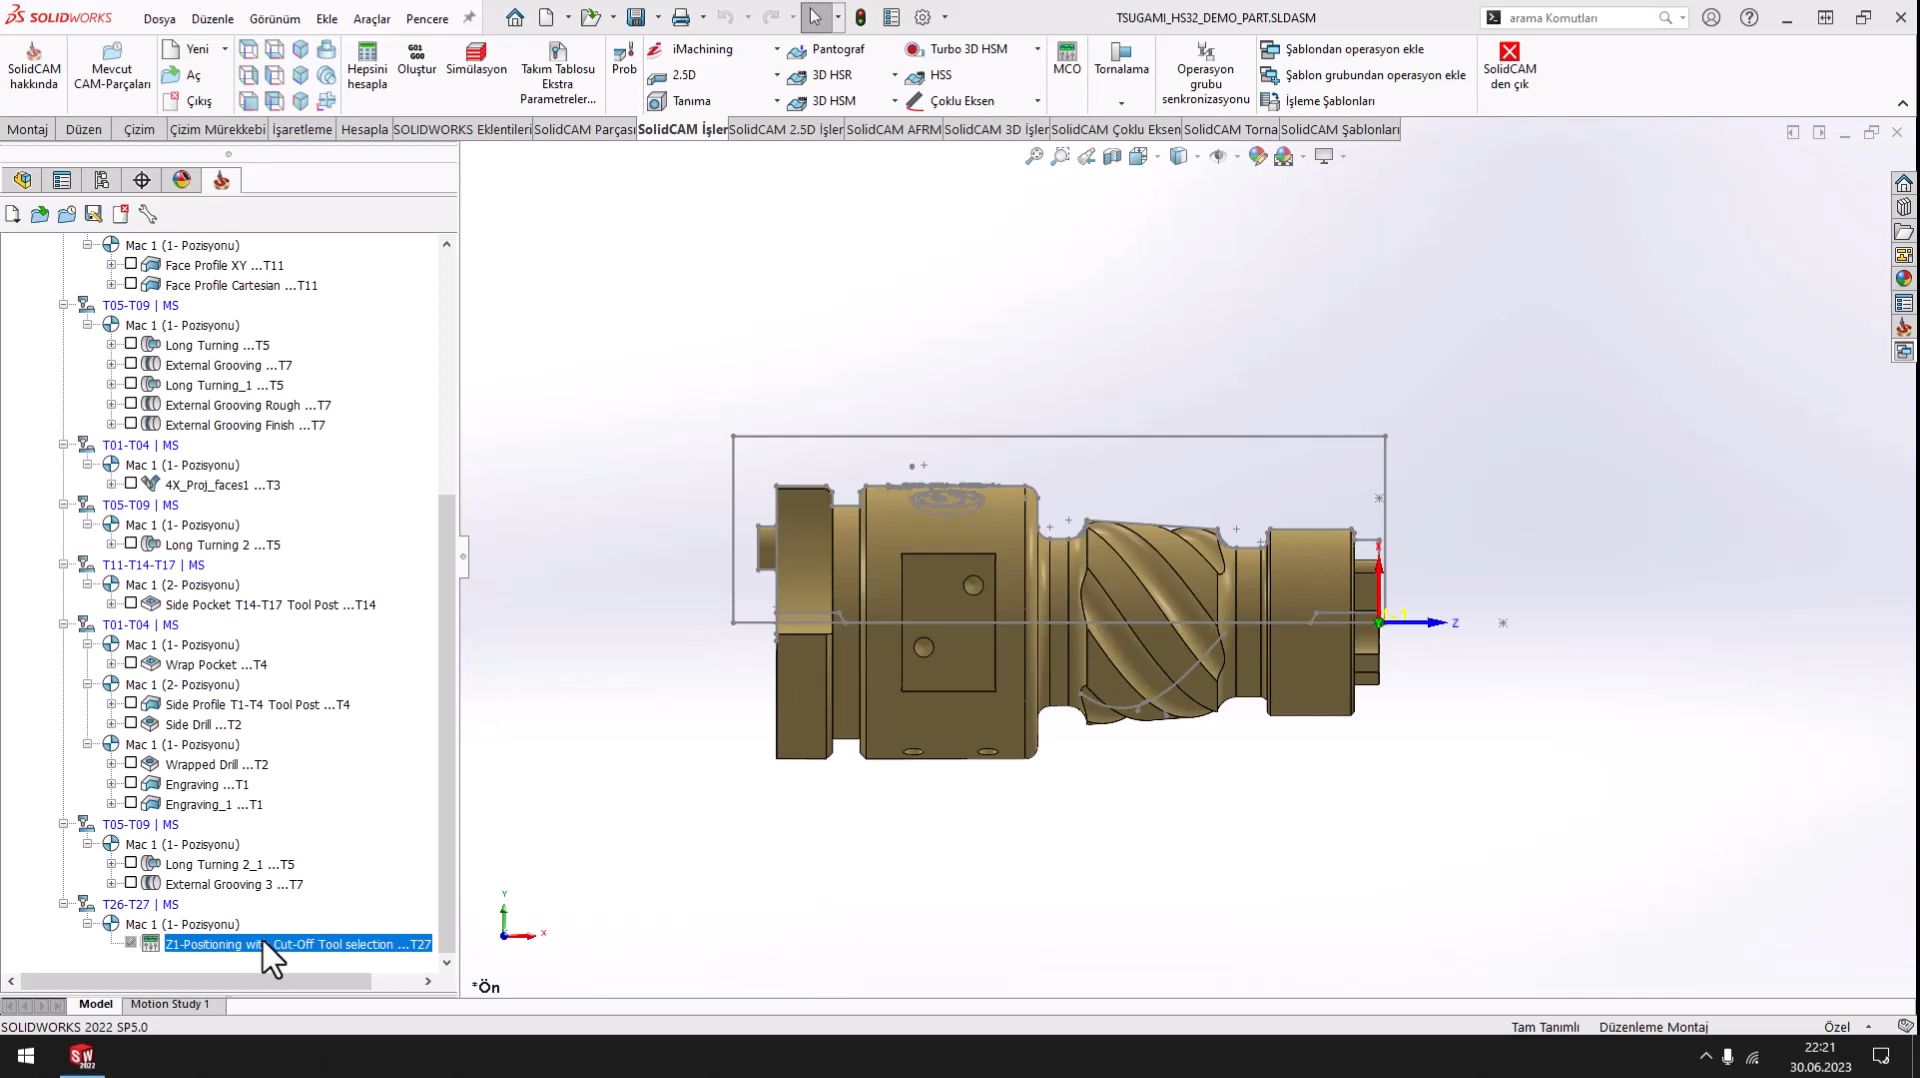 SOLIDWORKS Dosya Düzenle Görünüm Ekle Araçlar Pencere TSUGAMI_HS32_DEMO_PART.SLDASM arama Komutları
SolidCAM hakkında
Mevcut CAM-Parçaları
Yeni
Aç
Çıkış
Hepsini hesapla
G01 G00
Oluştur
Simülasyon
Takım Tablosu Ekstra Parametreler...
Prob
iMachining
2.5D
Tanıma
Pantograf
3D HSR
3D HSM
Turbo 3D HSM
HSS
Çoklu Eksen
MCO
Tornalama
Operasyon grubu senkronizasyonu
Şablondan operasyon ekle
Şablon grubundan operasyon ekle
İşleme Şablonları
SolidCAM den çık
Montaj Düzen Çizim Çizim Mürekkebi İşaretleme Hesapla SOLIDWORKS Eklentileri SolidCAM Parçası SolidCAM İşler SolidCAM 2.5D İşler SolidCAM AFRM SolidCAM 3D İşler SolidCAM Çoklu Eksen SolidCAM Torna SolidCAM Şablonları
Mac 1 (1- Pozisyonu)
Face Profile XY ...T11
Face Profile Cartesian ...T11
T05-T09 | MS
Mac 1 (1- Pozisyonu)
Long Turning ...T5
External Grooving ...T7
Long Turning_1 ...T5
External Grooving Rough ...T7
External Grooving Finish ...T7
T01-T04 | MS
Mac 1 (1- Pozisyonu)
4X_Proj_faces1 ...T3
T05-T09 | MS
Mac 1 (1- Pozisyonu)
Long Turning 2 ...T5
T11-T14-T17 | MS
Mac 1 (2- Pozisyonu)
Side Pocket T14-T17 Tool Post ...T14
T01-T04 | MS
Mac 1 (1- Pozisyonu)
Wrap Pocket ...T4
Mac 1 (2- Pozisyonu)
Side Profile T1-T4 Tool Post ...T4
Side Drill ...T2
Mac 1 (1- Pozisyonu)
Wrapped Drill ...T2
Engraving ...T1
Engraving_1 ...T1
T05-T09 | MS
Mac 1 (1- Pozisyonu)
Long Turning 2_1 ...T5
External Grooving 3 ...T7
T26-T27 | MS
Mac 1 (1- Pozisyonu)
Z1-Positioning with Cut-Off Tool selection ...T27
X
Z
Y
X
*Ön
Model Motion Study 1
SOLIDWORKS 2022 SP5.0 Tam Tanımlı Düzenleme Montaj Özel
SW 2022
22:21
30.06.2023